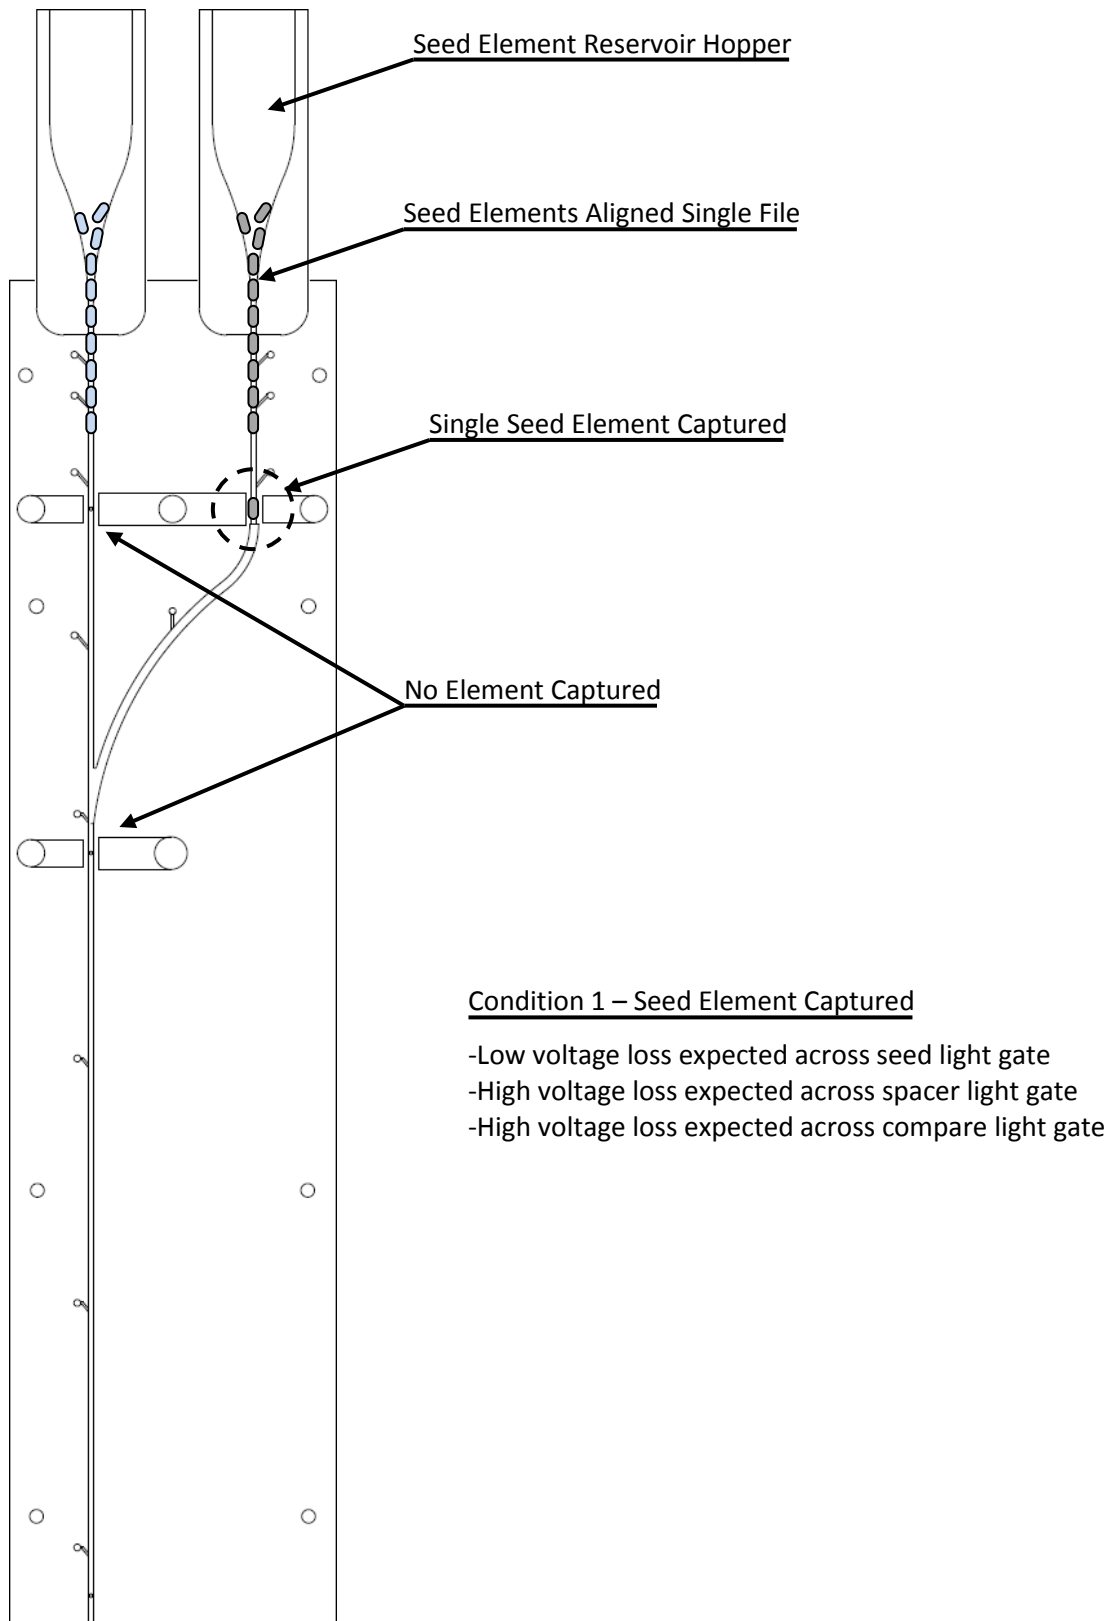 Seed Element Reservoir Hopper
Seed Elements Aligned Single File
Single Seed Element Captured
No Element Captured
Condition 1 – Seed Element Captured
-Low voltage loss expected across seed light gate
-High voltage loss expected across spacer light gate
-High voltage loss expected across compare light gate